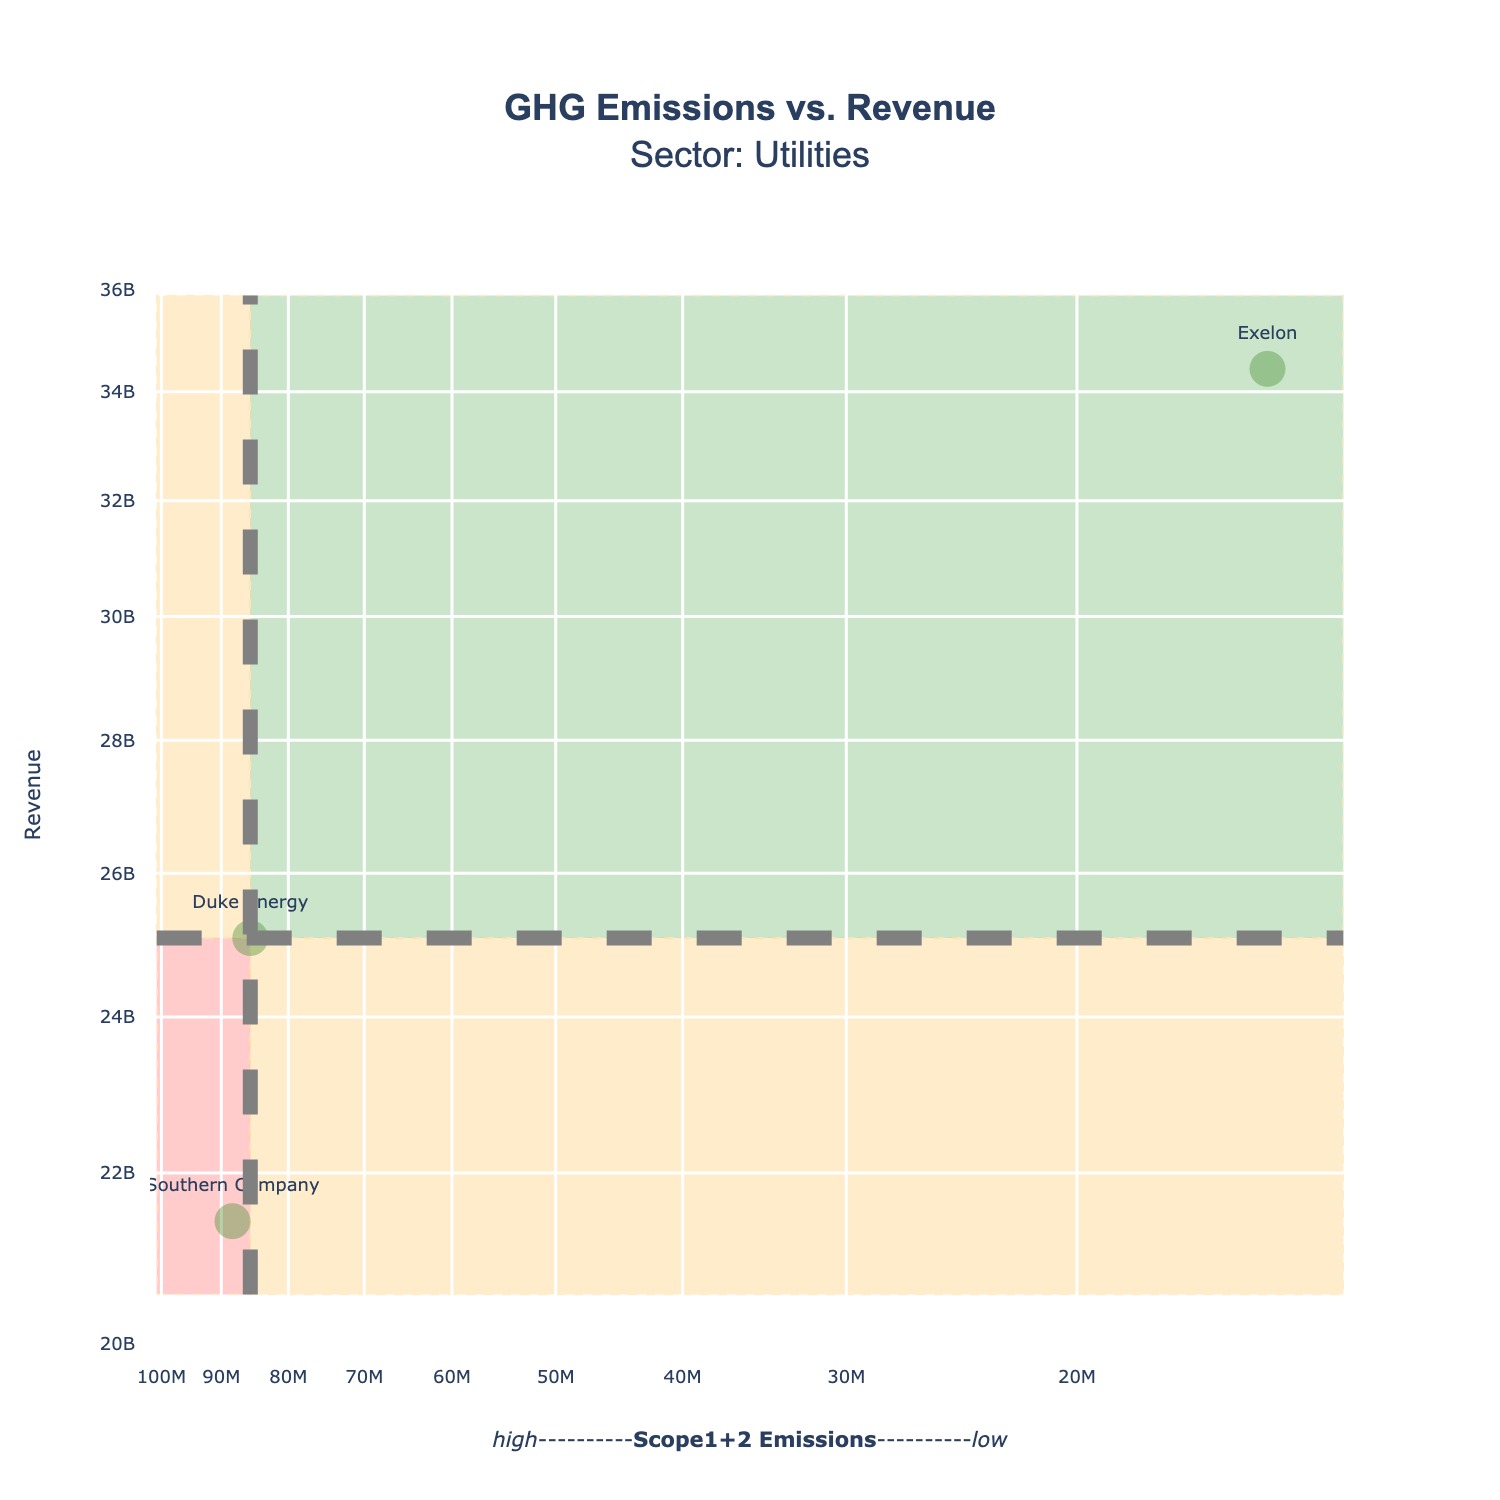 GHG Emissions vs. Revenue
Sector: Utilities
36B
Exelon
34B
32B
30B
28B
Revenue
26B
Duke Energy
24B
22B
Southern Company
20B
100M 90M 80M 70M 60M 50M 40M 30M 20M
high----------Scope1+2 Emissions----------low